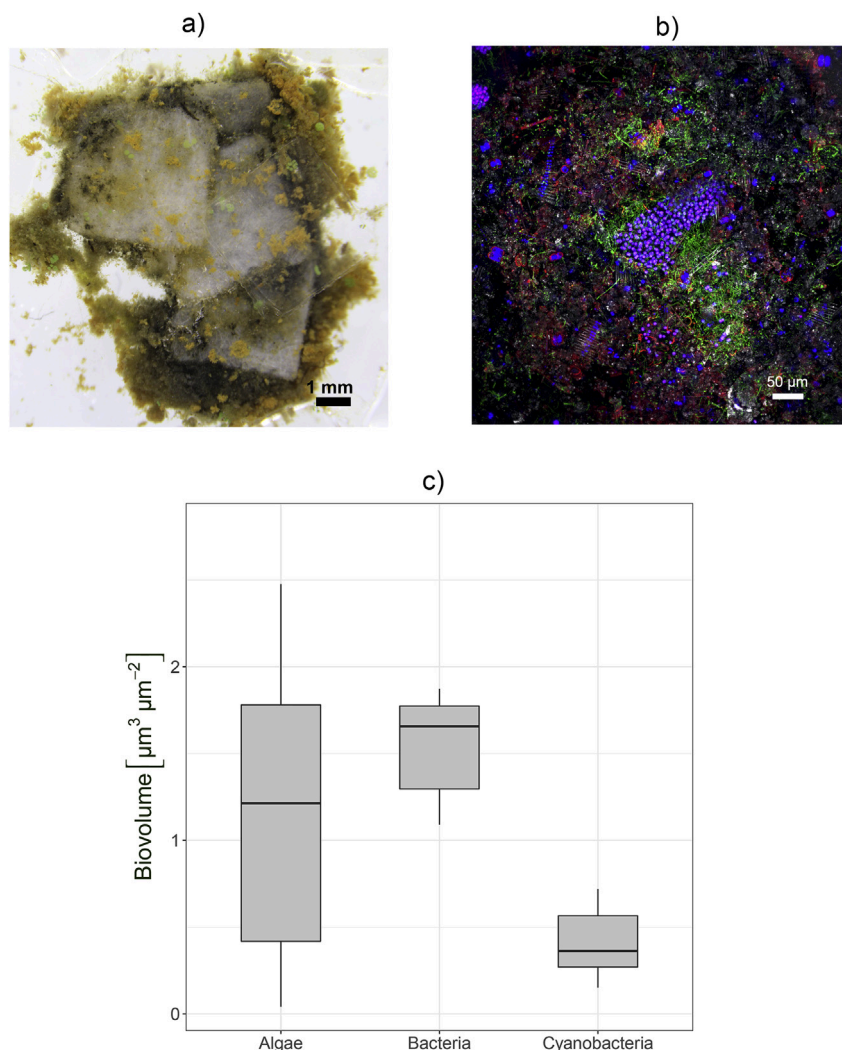 a)
b)
1 mm
50 µm
c)
Biovolume [ µm³ µm⁻² ]
2
1
0
Algae
Bacteria
Cyanobacteria